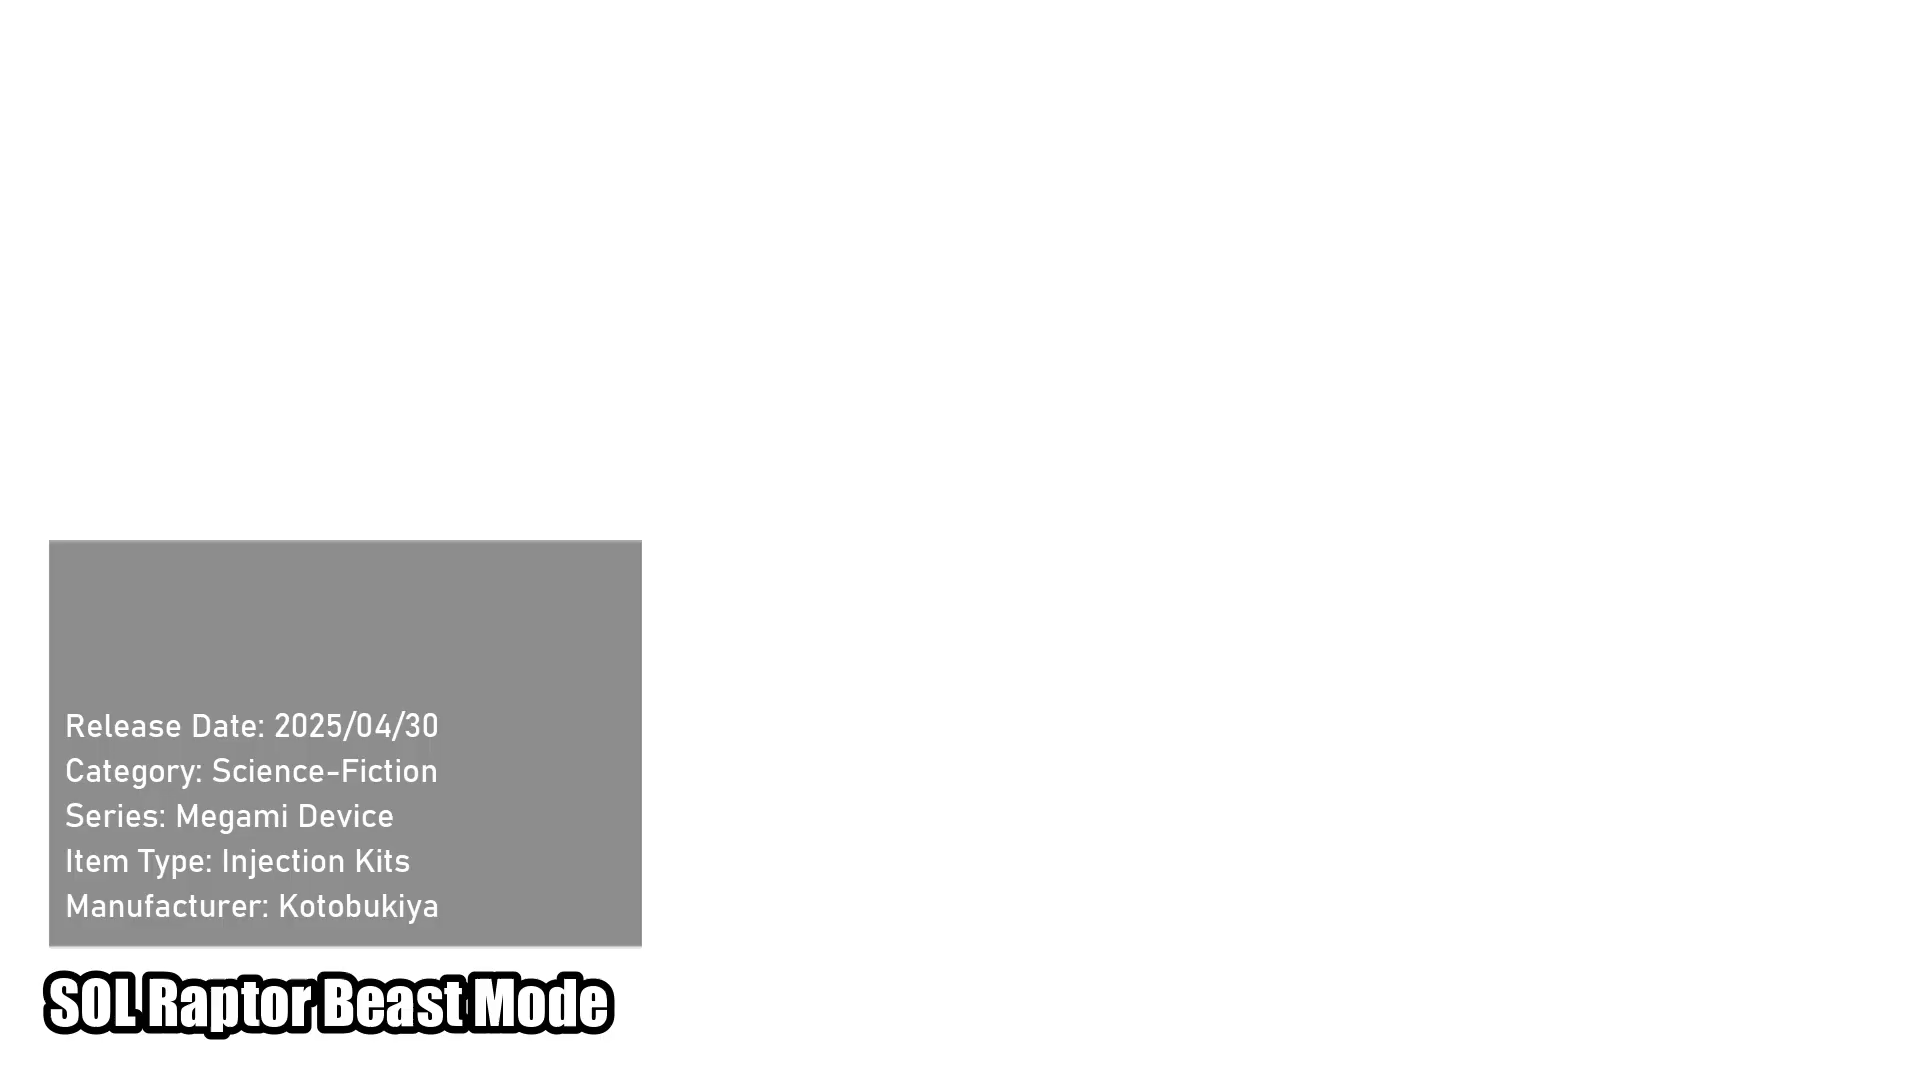 Release Date: 2025/04/30
Category: Science-Fiction
Series: Megami Device
Item Type: Injection Kits
Manufacturer: Kotobukiya
SOL Raptor Beast Mode